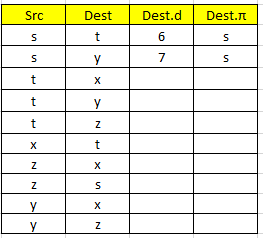 Src Dest Dest.d Dest.π
s t 6 s
s y 7 s
t x
t y
t z
x t
z x
z s
y x
y z